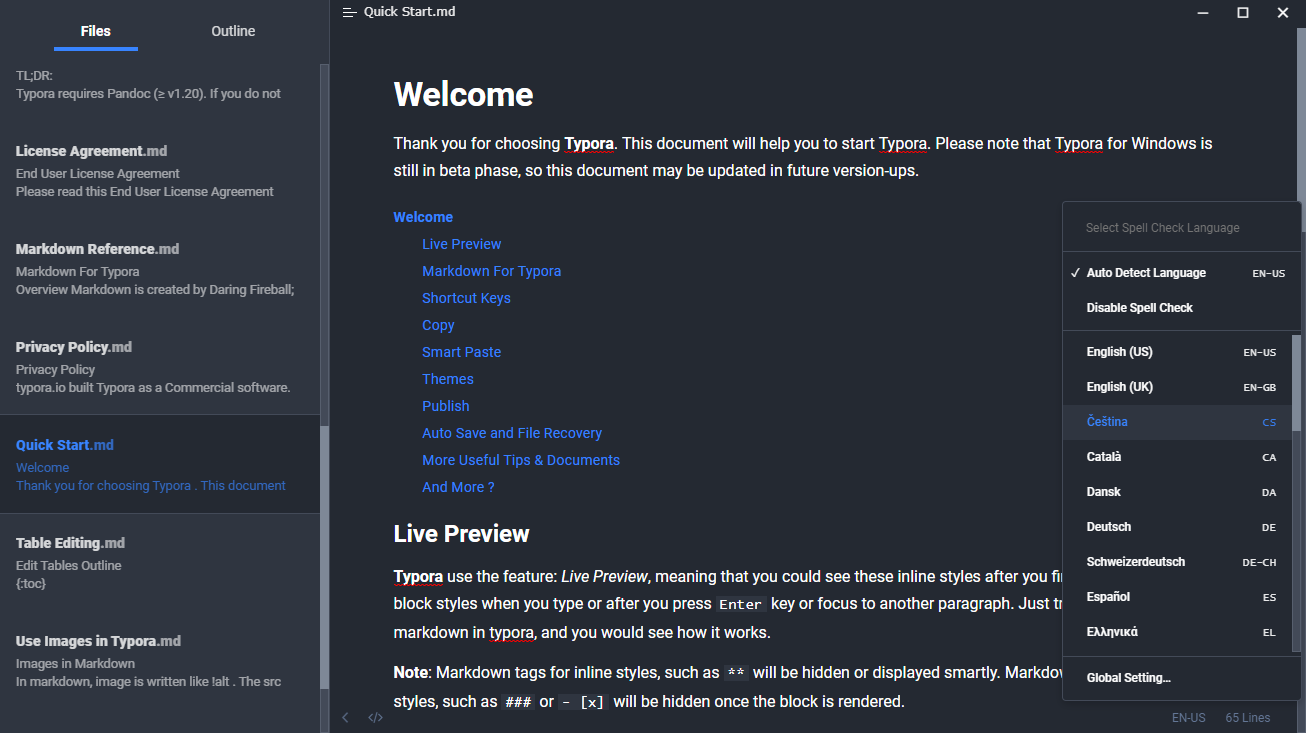 Files
Outline
TL;DR:
Typora requires Pandoc (≥ v1.20). If you do not
License Agreement.md
End User License Agreement
Please read this End User License Agreement
Markdown Reference.md
Markdown For Typora
Overview Markdown is created by Daring Fireball;
Privacy Policy.md
Privacy Policy
typora.io built Typora as a Commercial software.
Quick Start.md
Welcome
Thank you for choosing Typora . This document
Table Editing.md
Edit Tables Outline
{:toc}
Use Images in Typora.md
Images in Markdown
In markdown, image is written like !alt . The src
Quick Start.md
Welcome
Thank you for choosing Typora. This document will help you to start Typora. Please note that Typora for Windows is
still in beta phase, so this document may be updated in future version-ups.
Welcome
Live Preview
Markdown For Typora
Shortcut Keys
Copy
Smart Paste
Themes
Publish
Auto Save and File Recovery
More Useful Tips & Documents
And More ?
Live Preview
Typora use the feature: Live Preview, meaning that you could see these inline styles after you
block styles when you type or after you press Enter key or focus to another paragraph. Just
markdown in typora, and you would see how it works.
Note: Markdown tags for inline styles, such as ** will be hidden or displayed smartly.
styles, such as ### or - [x] will be hidden once the block is rendered.
Select Spell Check Language
✓ Auto Detect Language EN-US
Disable Spell Check
English (US) EN-US
English (UK) EN-GB
Čeština CS
Català CA
Dansk DA
Deutsch DE
Schweizerdeutsch DE-CH
Español ES
Ελληνικά EL
Global Setting...
</> EN-US 65 Lines